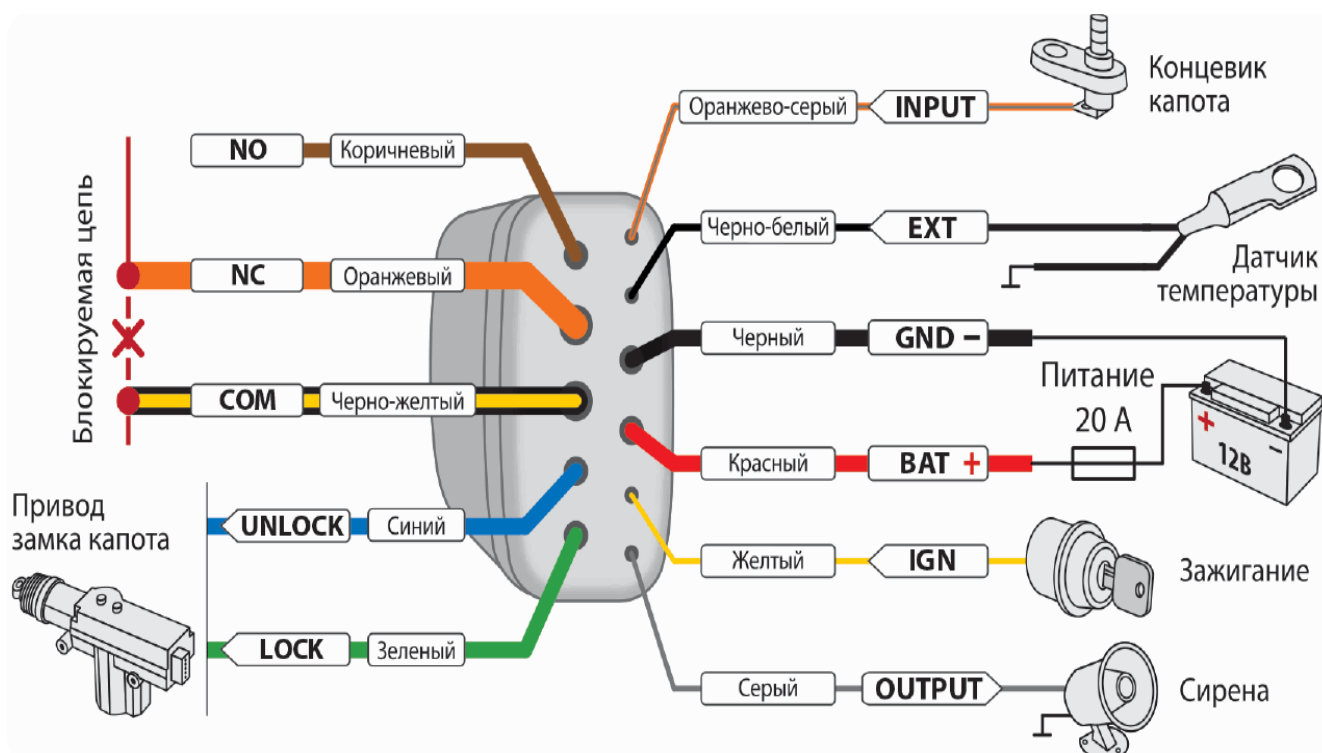 Концевик
капота
Оранжево-серый
INPUT
NO
Коричневый
Блокируемая цепь
Черно-белый
EXT
Датчик
температуры
NC
Оранжевый
Черный
GND −
Питание
20 А
COM
Черно-желтый
Красный
BAT +
+
−
12В
Привод
замка капота
UNLOCK
Синий
Желтый
IGN
Зажигание
LOCK
Зеленый
Серый
OUTPUT
Сирена